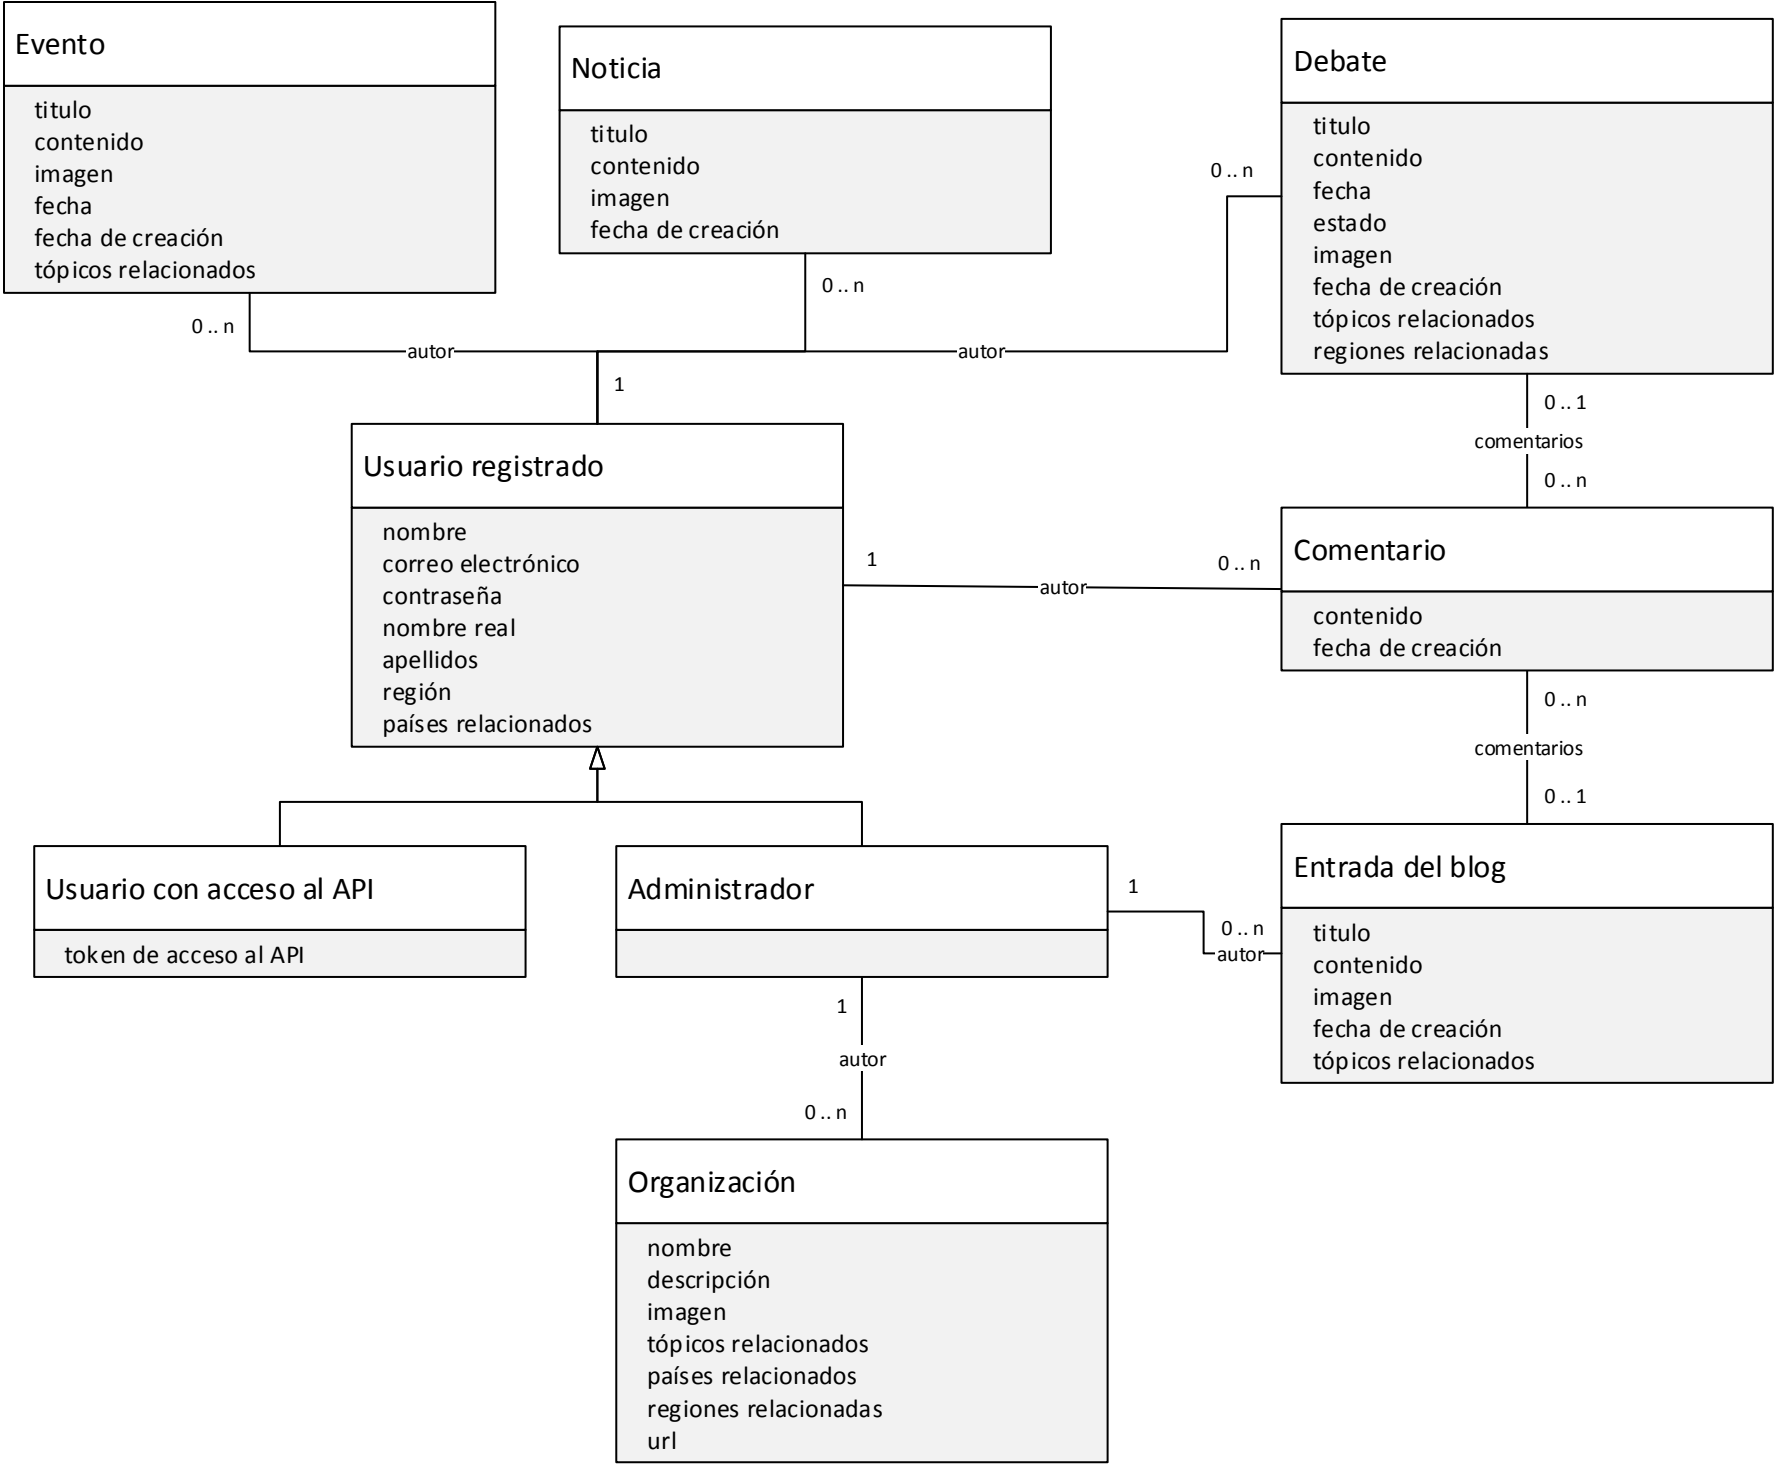 Evento
titulo
contenido
imagen
fecha
fecha de creación
tópicos relacionados
Noticia
titulo
contenido
imagen
fecha de creación
Debate
titulo
contenido
fecha
estado
imagen
fecha de creación
tópicos relacionados
regiones relacionadas
0 .. n
0 .. n
0 .. n
autor
autor
1
0 .. 1
comentarios
0 .. n
Usuario registrado
nombre
correo electrónico
contraseña
nombre real
apellidos
región
países relacionados
1
autor
0 .. n
Comentario
contenido
fecha de creación
0 .. n
comentarios
0 .. 1
Usuario con acceso al API
token de acceso al API
Administrador
1
0 .. n
autor
Entrada del blog
titulo
contenido
imagen
fecha de creación
tópicos relacionados
1
autor
0 .. n
Organización
nombre
descripción
imagen
tópicos relacionados
países relacionados
regiones relacionadas
url